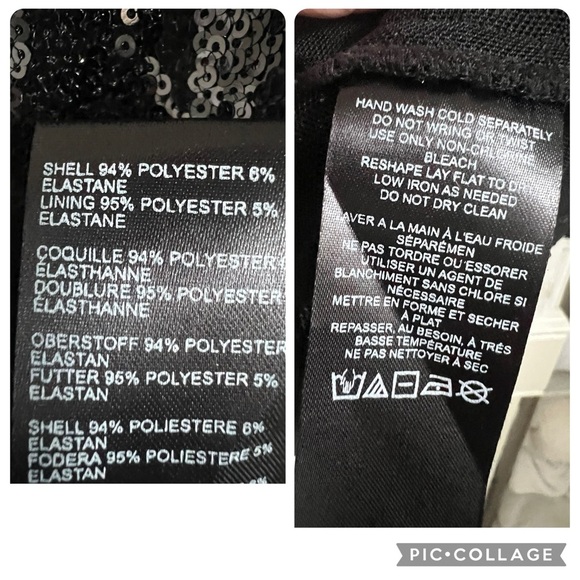 SHELL 94% POLYESTER 6%
ELASTANE
LINING 95% POLYESTER 5%
ELASTANE
COQUILLE 94% POLYESTER
ÉLASTHANNE
DOUBLURE 95% POLYESTER
ÉLASTHANNE
OBERSTOFF 94% POLYESTER
ELASTAN
FUTTER 95% POLYESTER 5%
ELASTAN
SHELL 94% POLIESTERE 6%
ELASTAN
FODERA 95% POLIESTERE 5%
ELASTAN
HAND WASH COLD SEPARATELY
DO NOT WRING OR TWIST
USE ONLY NON-CHLORINE
BLEACH
RESHAPE LAY FLAT TO
LOW IRON AS NEEDED
DO NOT DRY CLEAN
AVER A LA MAIN À L'EAU FROIDE
SÉPARÉMEN
NE PAS TORDRE OU ESSORER
UTILISER UN AGENT DE
BLANCHIMENT SANS CHLORE SI
NÉCESSAIRE
METTRE EN FORME ET SECHER
À PLAT
REPASSER, AU BESOIN, À TRÉS
BASSE TEMPÉRATURE
NE PAS NETTOYER À SEC
PIC•COLLAGE